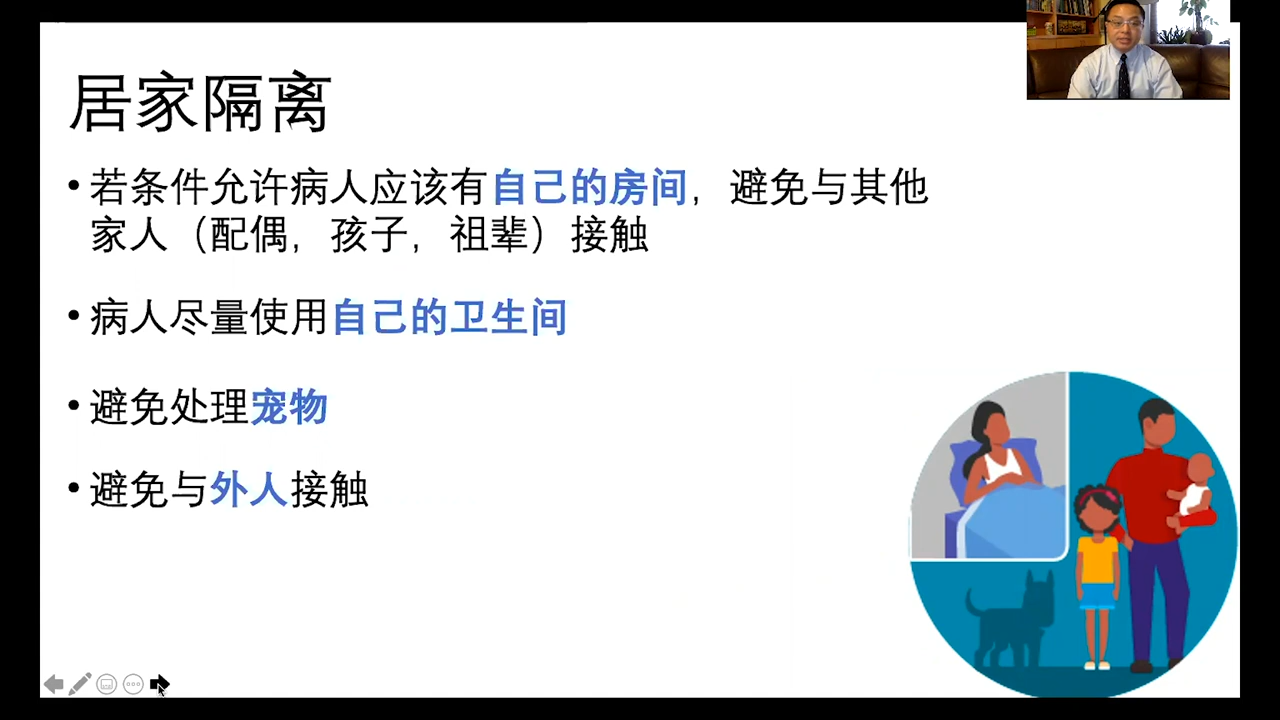 居家隔离
• 若条件允许病人应该有自己的房间，避免与其他
家人（配偶，孩子，祖辈）接触
• 病人尽量使用自己的卫生间
• 避免处理宠物
• 避免与外人接触